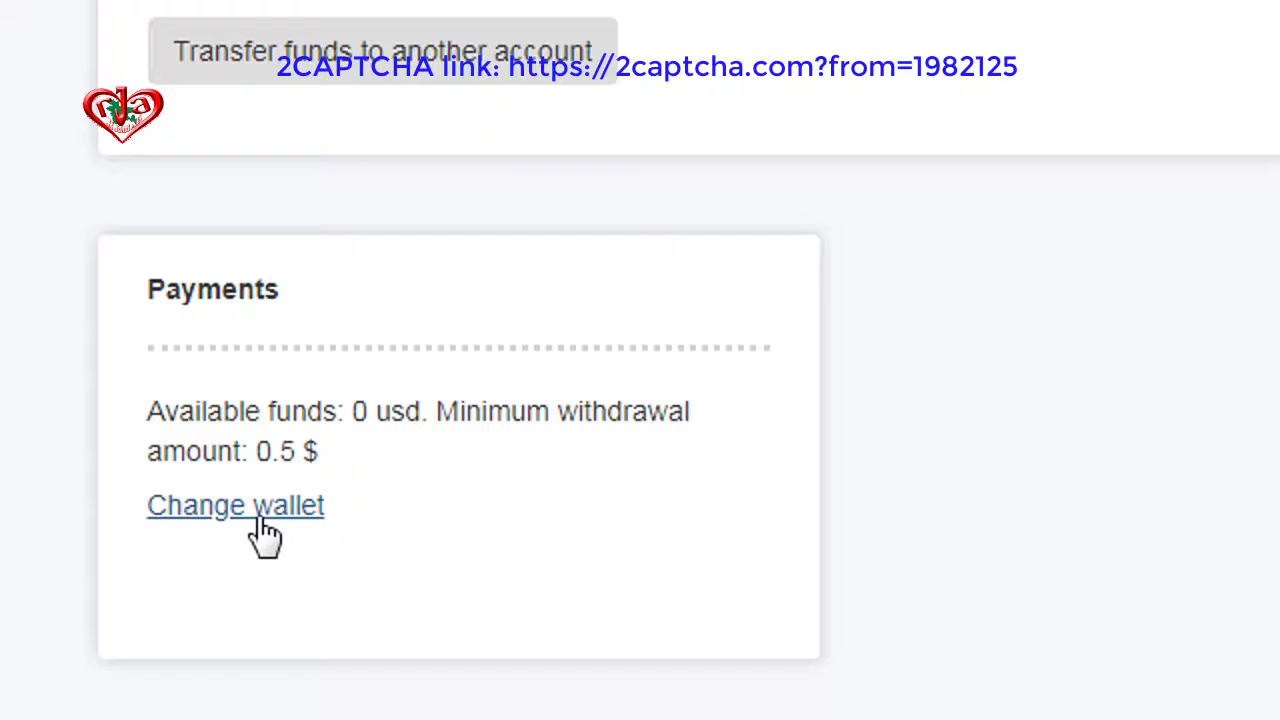 Transfer funds to another account
2CAPTCHA link: https://2captcha.com?from=1982125
Payments
Available funds: 0 usd. Minimum withdrawal
amount: 0.5 $
Change wallet